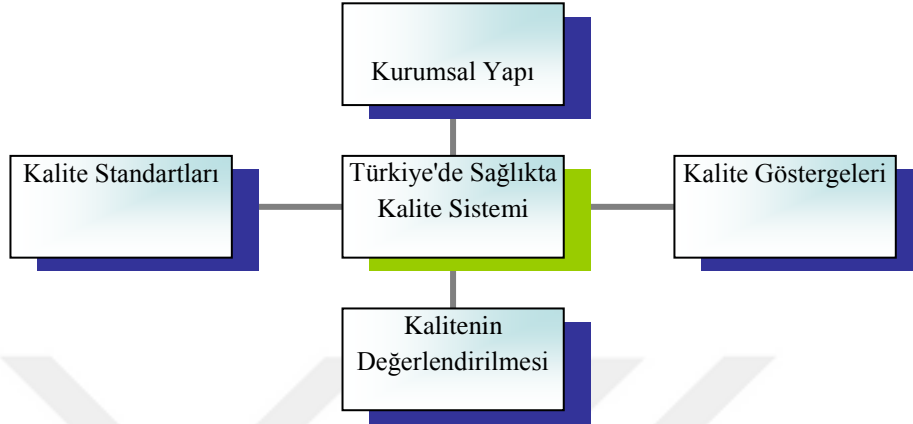 Kurumsal Yapı
Kalite Standartları
Türkiye'de Sağlıkta
Kalite Sistemi
Kalite Göstergeleri
Kalitenin
Değerlendirilmesi